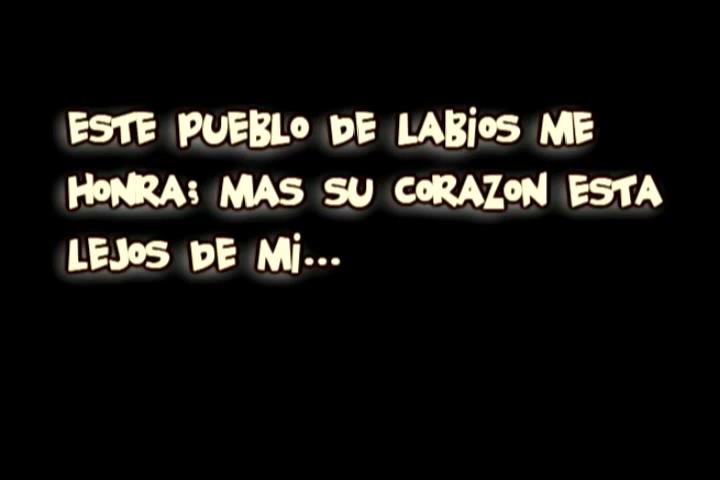 ESTE PUEBLO DE LABIOS ME
HONRA; MAS SU CORAZON ESTA
LEJOS DE MI...